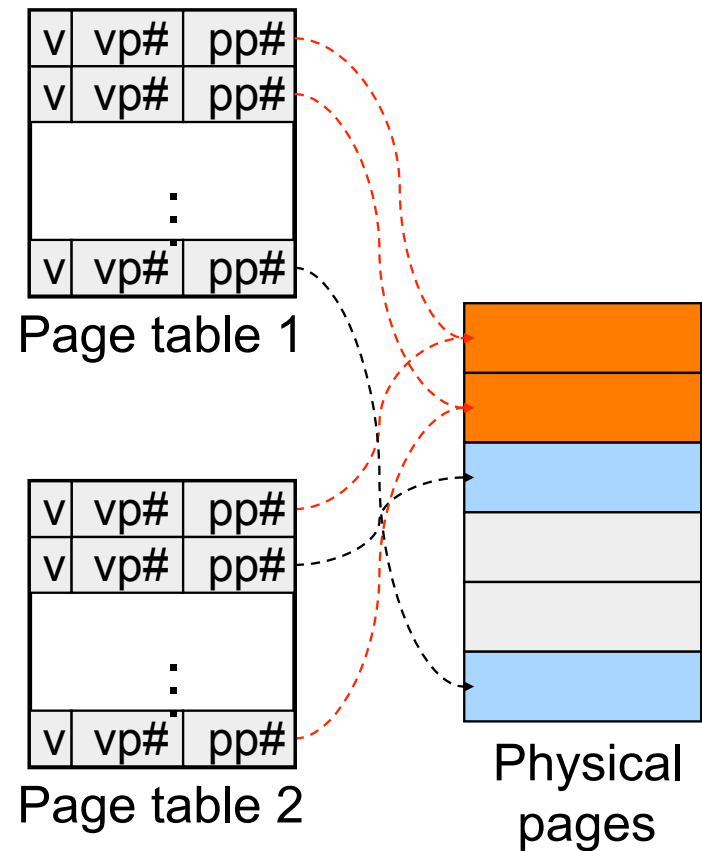 v vp# pp#
v vp# pp#
v vp# pp#
Page table 1
v vp# pp#
v vp# pp#
v vp# pp#
Page table 2
Physical
pages